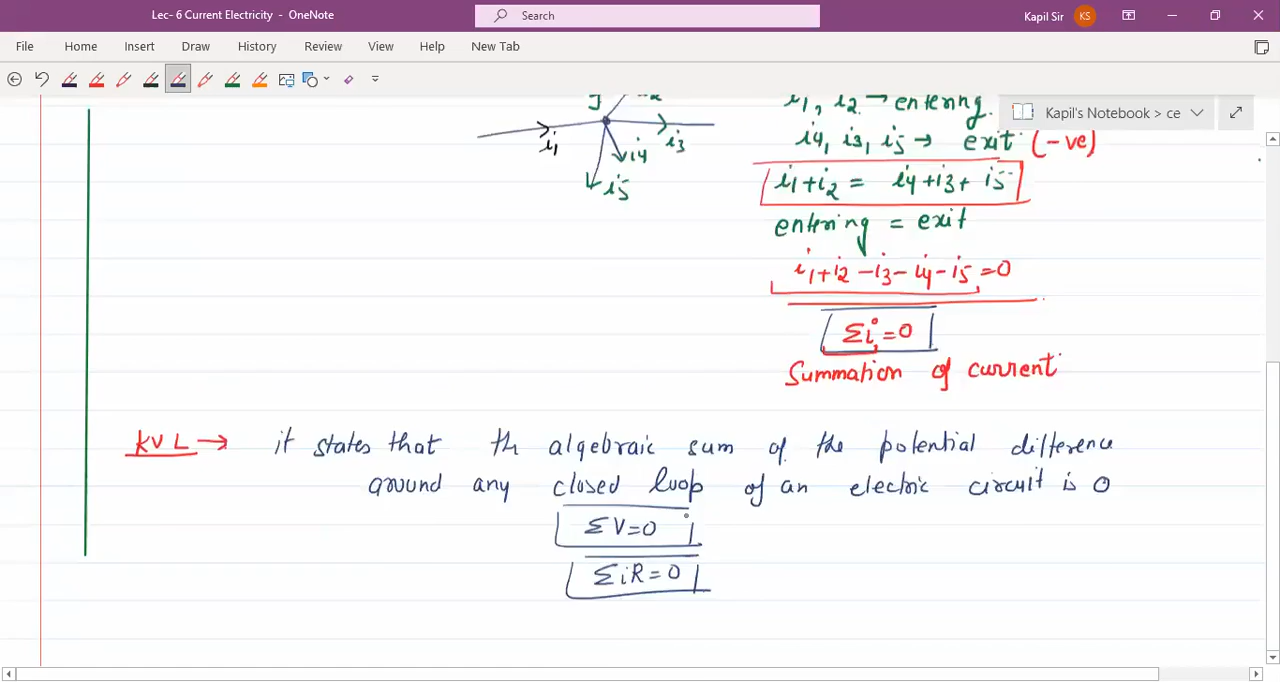 Lec- 6 Current Electricity - OneNote
Search
Kapil Sir KS
File Home Insert Draw History Review View Help New Tab
Kapil's Notebook > ce
i1, i2 → entering
i4, i3, i5 → exit (-ve)
J
i1
i3
i4
i5
i1+i2 = i4+i3+i5
entering = exit
i1+i2-i3-i4-i5=0
Σi=0
Summation of current
KVL → it states that th algebraic sum of the potential difference
around any closed loop of an electric circuit is 0
ΣV=0
ΣiR=0